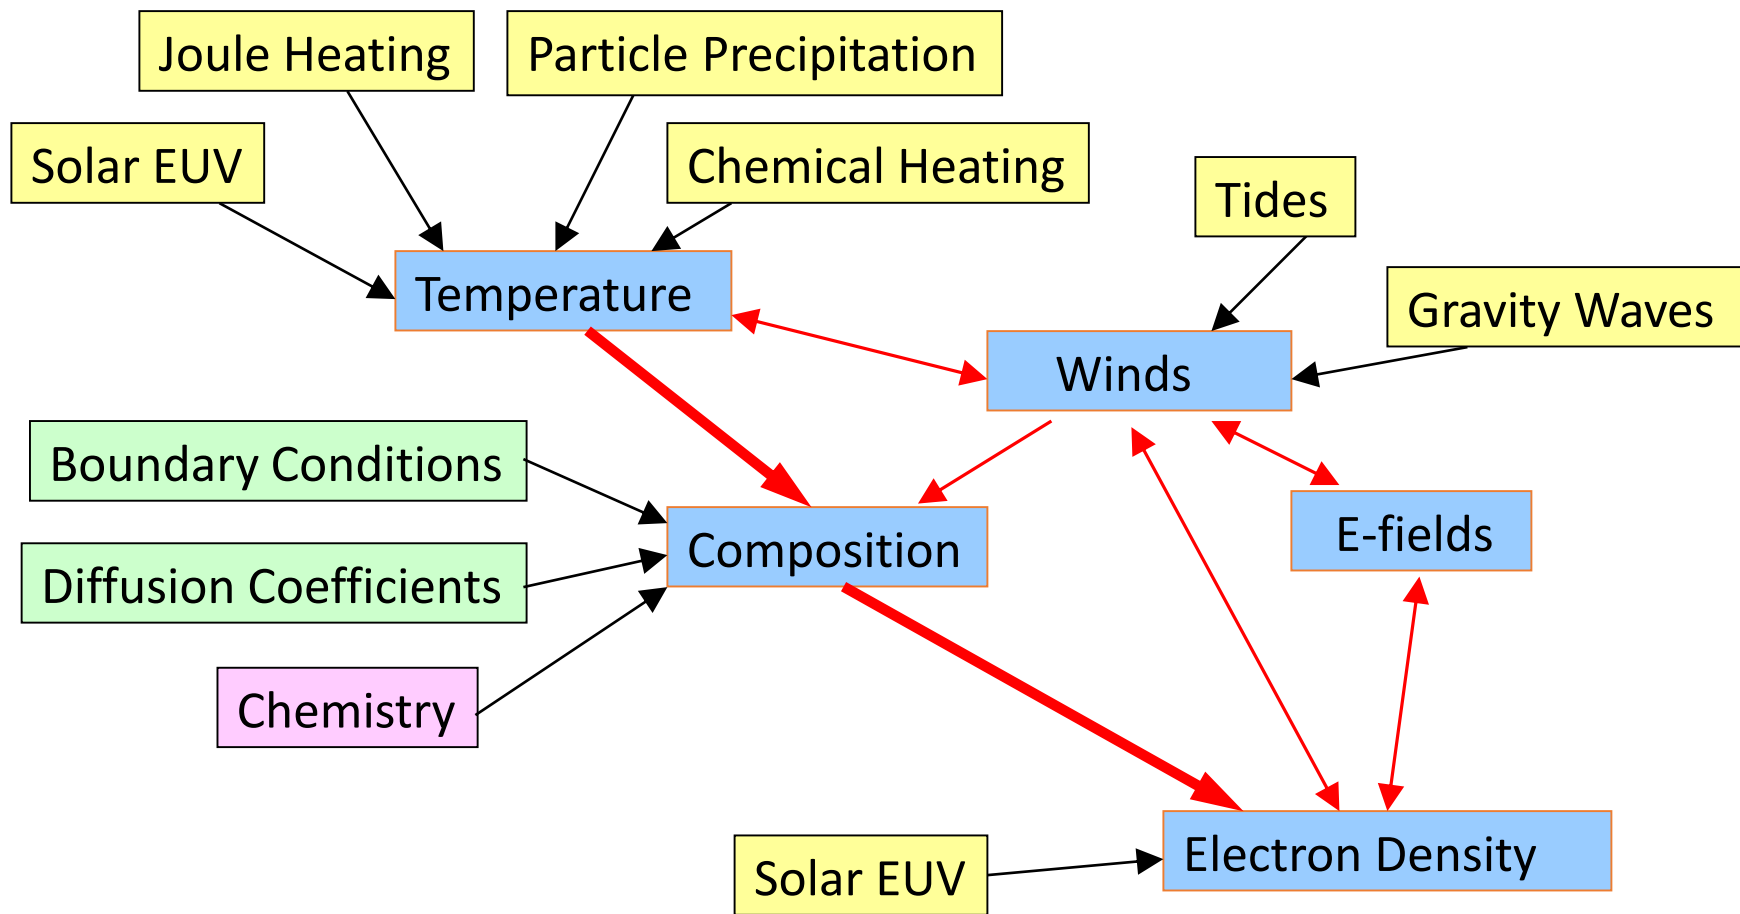 Joule Heating
Particle Precipitation
Solar EUV
Chemical Heating
Tides
Temperature
Gravity Waves
Winds
Boundary Conditions
E-fields
Composition
Diffusion Coefficients
Chemistry
Electron Density
Solar EUV